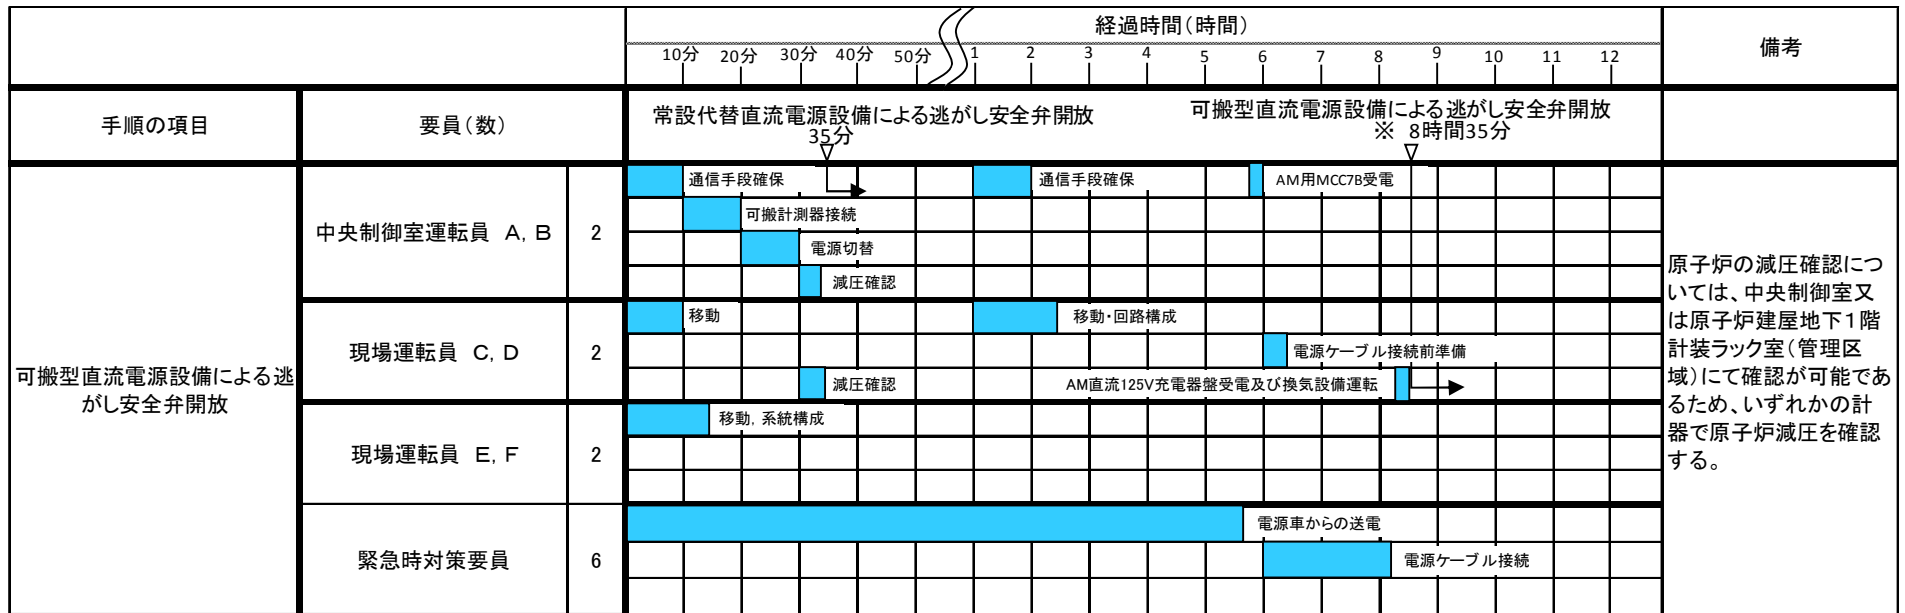 経過時間(時間)
備考
10分 20分 30分 40分 50分 1 2 3 4 5 6 7 8 9 10 11 12
手順の項目
要員(数)
常設代替直流電源設備による逃がし安全弁開放
35分
可搬型直流電源設備による逃がし安全弁開放
※ 8時間35分
可搬型直流電源設備による逃
がし安全弁開放
中央制御室運転員 A, B
2
通信手段確保
通信手段確保
AM用MCC7B受電
可搬計測器接続
電源切替
減圧確認
現場運転員 C, D
2
移動
移動・回路構成
電源ケーブル接続前準備
減圧確認
AM直流125V充電器盤受電及び換気設備運転
現場運転員 E, F
2
移動, 系統構成
緊急時対策要員
6
電源車からの送電
電源ケーブル接続
原子炉の減圧確認につ
いては、中央制御室又
は原子炉建屋地下1階
計装ラック室(管理区
域)にて確認が可能であ
るため、いずれかの計
器で原子炉減圧を確認
する。